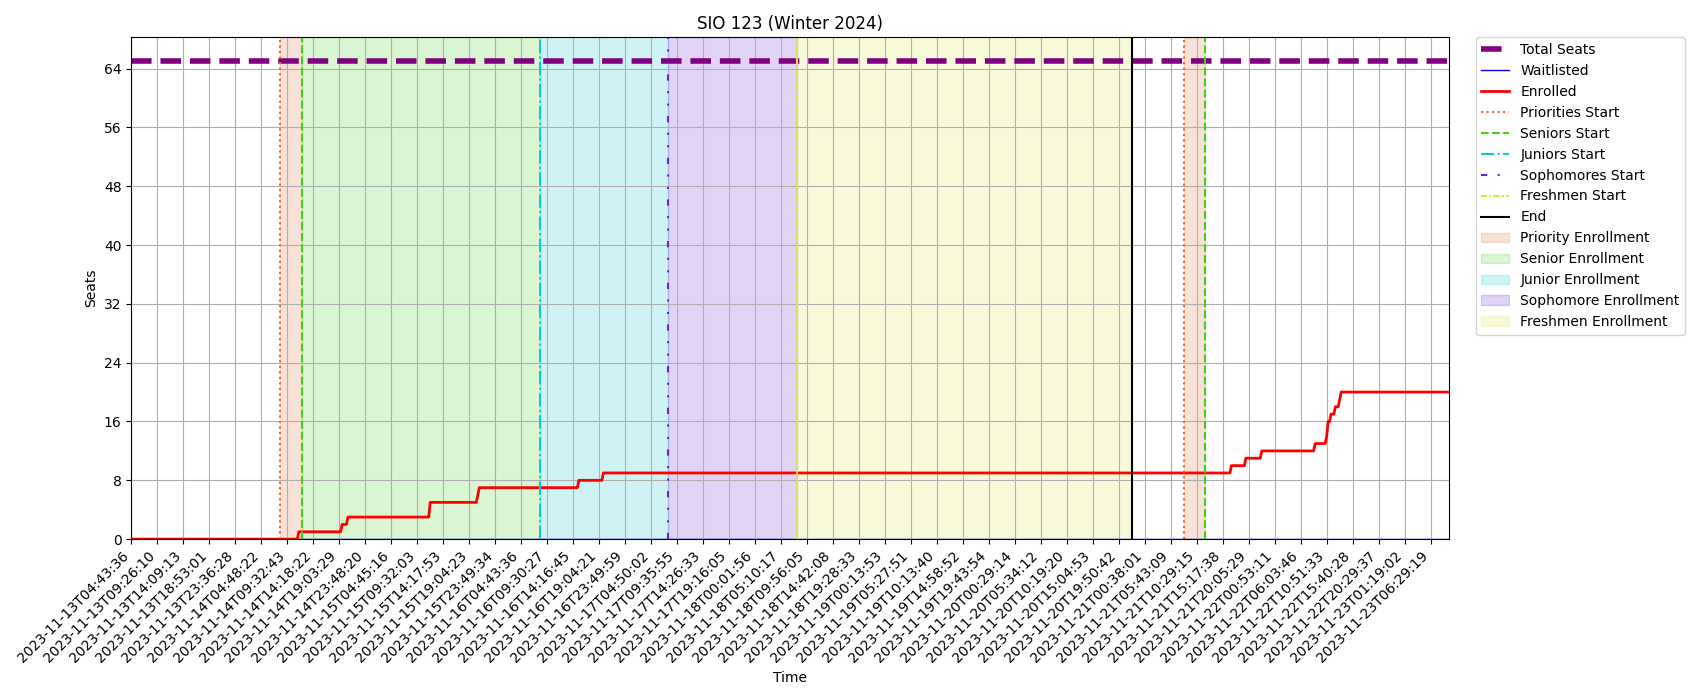 SIO 123 (Winter 2024)
Total Seats
Waitlisted
Enrolled
Priorities Start
Seniors Start
Juniors Start
Sophomores Start
Freshmen Start
End
Priority Enrollment
Senior Enrollment
Junior Enrollment
Sophomore Enrollment
Freshmen Enrollment
Seats
64
56
48
40
32
24
16
8
0
2023-11-13T04:43:36
2023-11-13T09:26:10
2023-11-13T14:09:13
2023-11-13T18:53:01
2023-11-13T23:36:28
2023-11-14T04:48:22
2023-11-14T09:32:43
2023-11-14T14:18:22
2023-11-14T19:03:29
2023-11-14T23:48:20
2023-11-15T04:45:16
2023-11-15T09:32:03
2023-11-15T14:17:53
2023-11-15T19:04:23
2023-11-15T23:49:34
2023-11-16T04:43:36
2023-11-16T09:30:27
2023-11-16T14:16:45
2023-11-16T19:04:21
2023-11-16T23:49:59
2023-11-17T04:50:02
2023-11-17T09:35:55
2023-11-17T14:26:33
2023-11-17T19:16:05
2023-11-18T00:01:56
2023-11-18T05:10:17
2023-11-18T09:56:05
2023-11-18T14:42:08
2023-11-18T19:28:33
2023-11-19T00:13:53
2023-11-19T05:27:51
2023-11-19T10:13:40
2023-11-19T14:58:52
2023-11-19T19:43:54
2023-11-20T00:29:14
2023-11-20T05:34:12
2023-11-20T10:19:20
2023-11-20T15:04:53
2023-11-20T19:50:42
2023-11-21T00:38:01
2023-11-21T05:43:09
2023-11-21T10:29:15
2023-11-21T15:17:38
2023-11-21T20:05:29
2023-11-22T00:53:11
2023-11-22T06:03:46
2023-11-22T10:51:33
2023-11-22T15:40:28
2023-11-22T20:29:37
2023-11-23T01:19:02
2023-11-23T06:29:19
Time